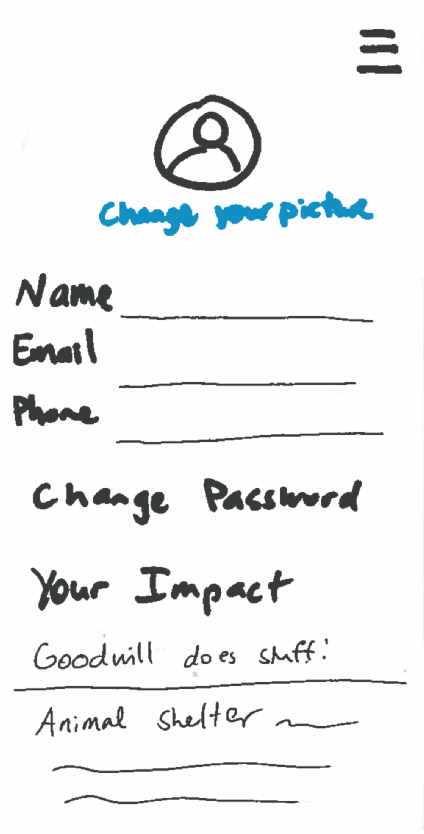 Change your picture
Name
Email
Phone
Change Password
Your Impact
Goodwill does stuff!
Animal shelter